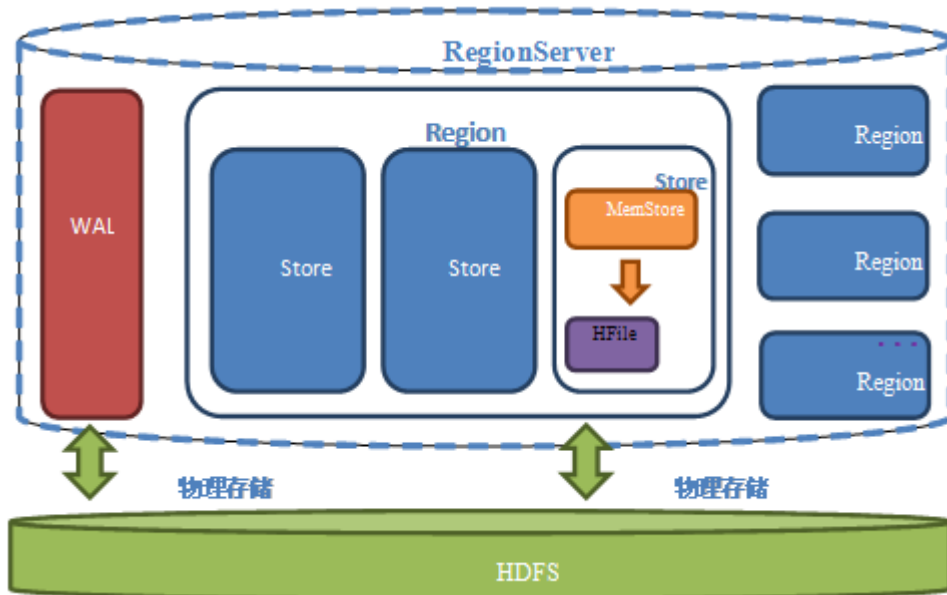 RegionServer
WAL
Region
Store
Store
Store
MemStore
HFile
Region
Region
...
Region
物理存储
物理存储
HDFS